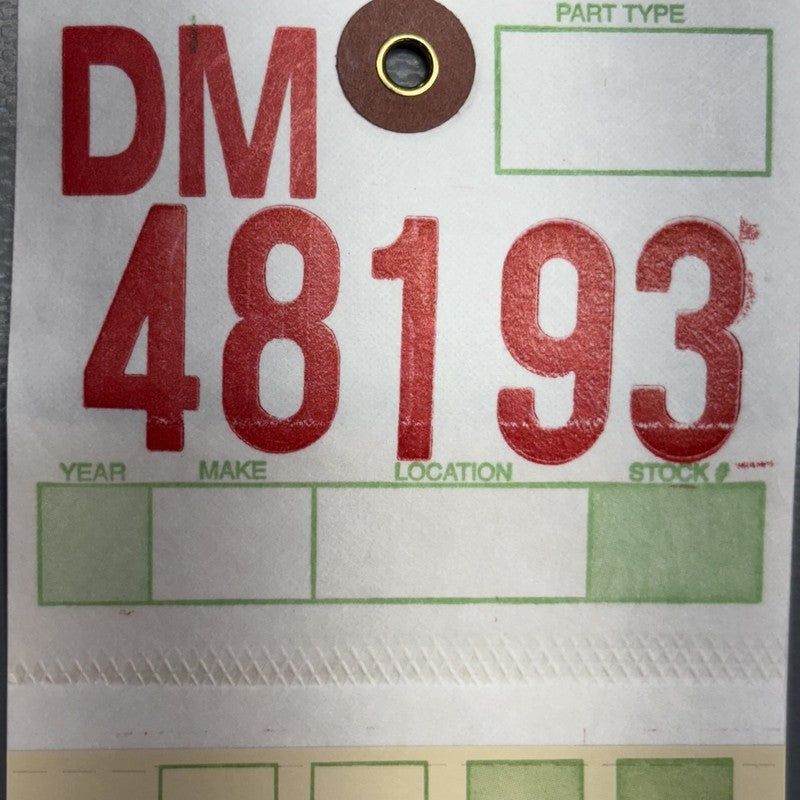 DM
PART TYPE
48193
YEAR MAKE LOCATION STOCK #